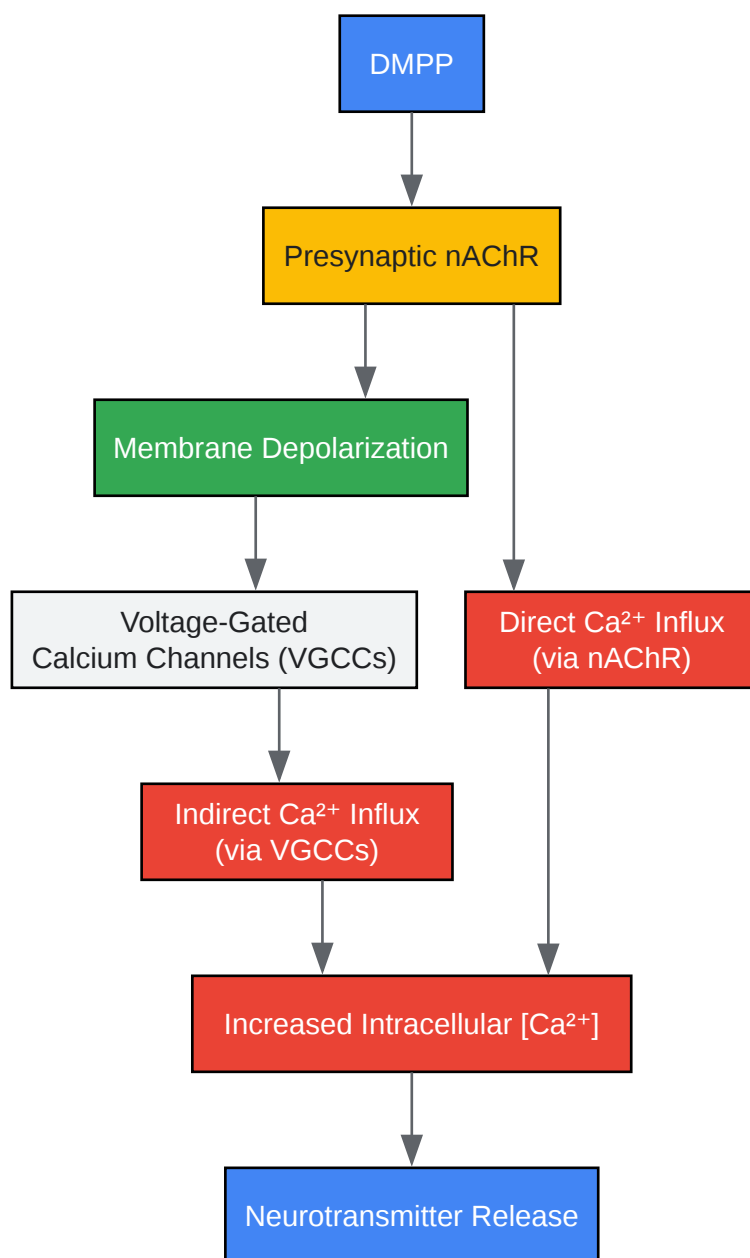 DMPP
Presynaptic nAChR
Membrane Depolarization
Voltage-Gated
Calcium Channels (VGCCs)
Direct Ca²⁺ Influx
(via nAChR)
Indirect Ca²⁺ Influx
(via VGCCs)
Increased Intracellular [Ca²⁺]
Neurotransmitter Release